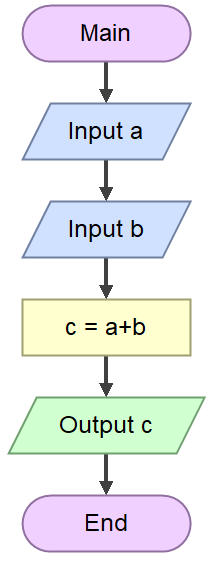 Main
Input a
Input b
c = a+b
Output c
End